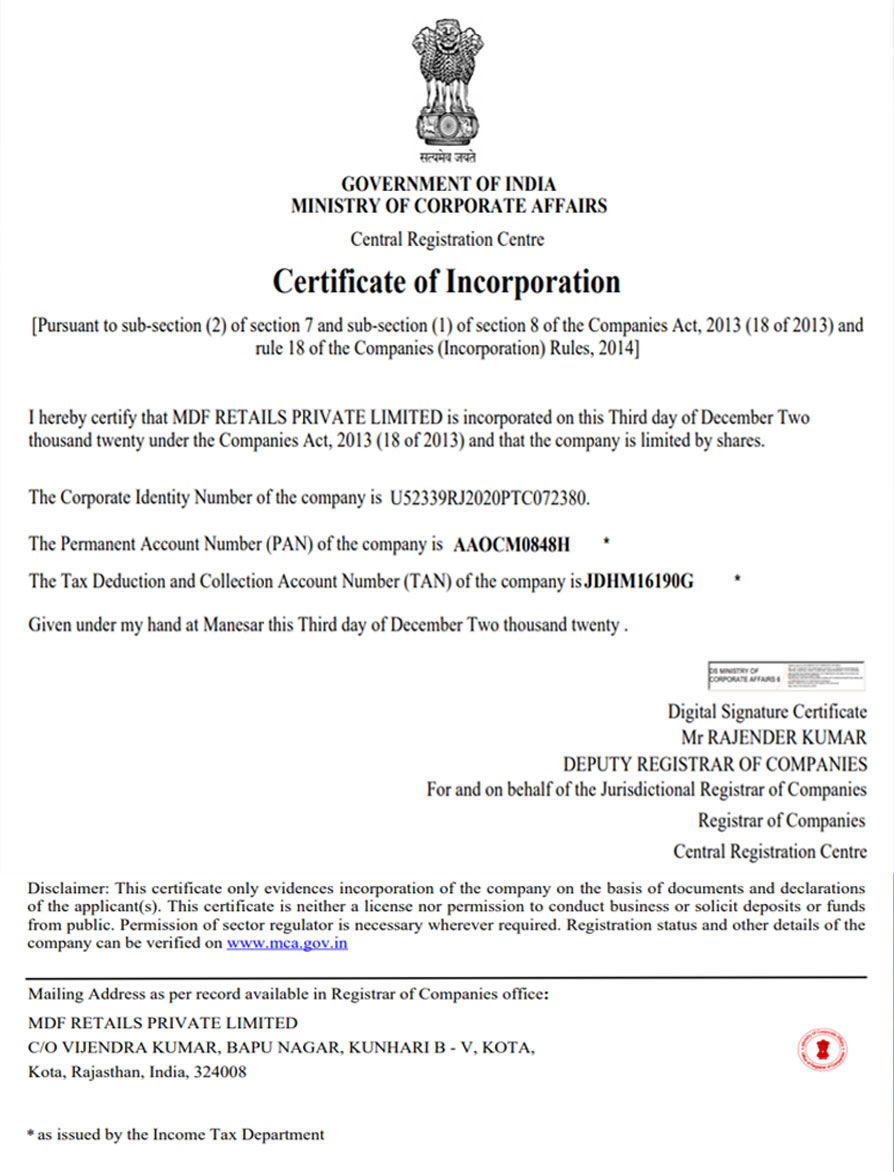 सत्यमेव जयते
GOVERNMENT OF INDIA
MINISTRY OF CORPORATE AFFAIRS
Central Registration Centre
Certificate of Incorporation
[Pursuant to sub-section (2) of section 7 and sub-section (1) of section 8 of the Companies Act, 2013 (18 of 2013) and
rule 18 of the Companies (Incorporation) Rules, 2014]
I hereby certify that MDF RETAILS PRIVATE LIMITED is incorporated on this Third day of December Two
thousand twenty under the Companies Act, 2013 (18 of 2013) and that the company is limited by shares.
The Corporate Identity Number of the company is U52339RJ2020PTC072380.
The Permanent Account Number (PAN) of the company is AAOCM0848H *
The Tax Deduction and Collection Account Number (TAN) of the company is JDHM16190G *
Given under my hand at Manesar this Third day of December Two thousand twenty .
DS MINISTRY OF
CORPORATE AFFAIRS 6
Digital Signature Certificate
Mr RAJENDER KUMAR
DEPUTY REGISTRAR OF COMPANIES
For and on behalf of the Jurisdictional Registrar of Companies
Registrar of Companies
Central Registration Centre
Disclaimer: This certificate only evidences incorporation of the company on the basis of documents and declarations
of the applicant(s). This certificate is neither a license nor permission to conduct business or solicit deposits or funds
from public. Permission of sector regulator is necessary wherever required. Registration status and other details of the
company can be verified on www.mca.gov.in
Mailing Address as per record available in Registrar of Companies office:
MDF RETAILS PRIVATE LIMITED
C/O VIJENDRA KUMAR, BAPU NAGAR, KUNHARI B - V, KOTA,
Kota, Rajasthan, India, 324008
* as issued by the Income Tax Department